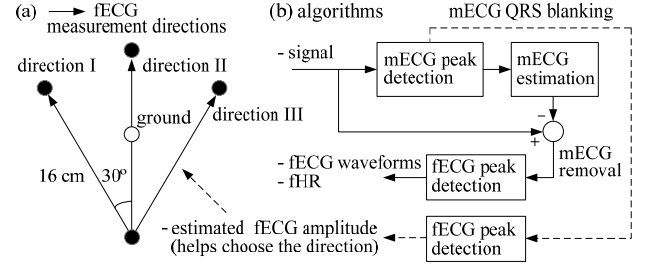 (a)
fECG
measurement directions
direction I
direction II
direction III
ground
16 cm
30º
(b) algorithms
mECG QRS blanking
- signal
mECG peak
detection
mECG
estimation
−
+
mECG
removal
fECG peak
detection
- fECG waveforms
- fHR
fECG peak
detection
- estimated fECG amplitude
(helps choose the direction)